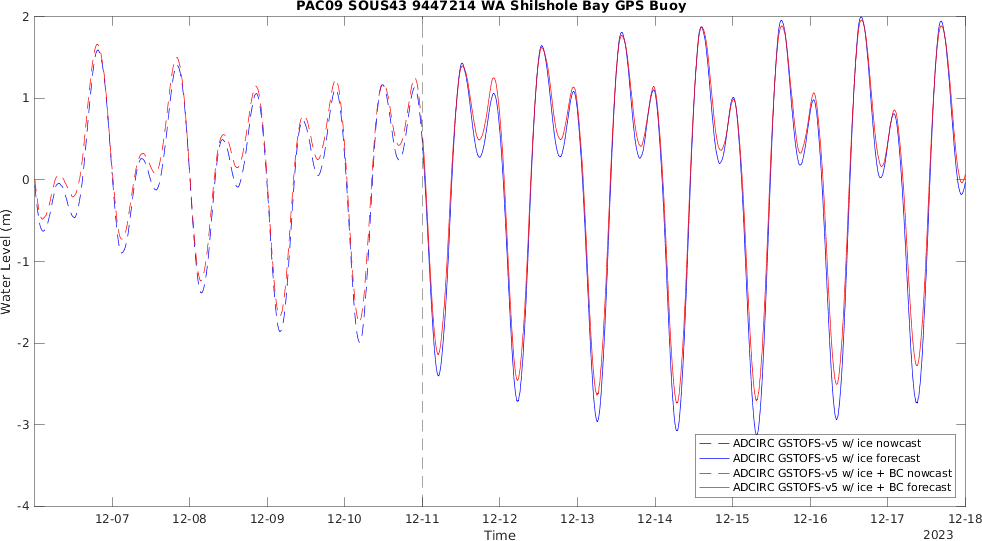 PAC09 SOUS43 9447214 WA Shilshole Bay GPS Buoy
2
1
0
-1
-2
-3
-4
Water Level (m)
ADCIRC GSTOFS-v5 w/ ice nowcast
ADCIRC GSTOFS-v5 w/ ice forecast
ADCIRC GSTOFS-v5 w/ ice + BC nowcast
ADCIRC GSTOFS-v5 w/ ice + BC forecast
12-07 12-08 12-09 12-10 12-11 12-12 12-13 12-14 12-15 12-16 12-17 12-18
Time
2023